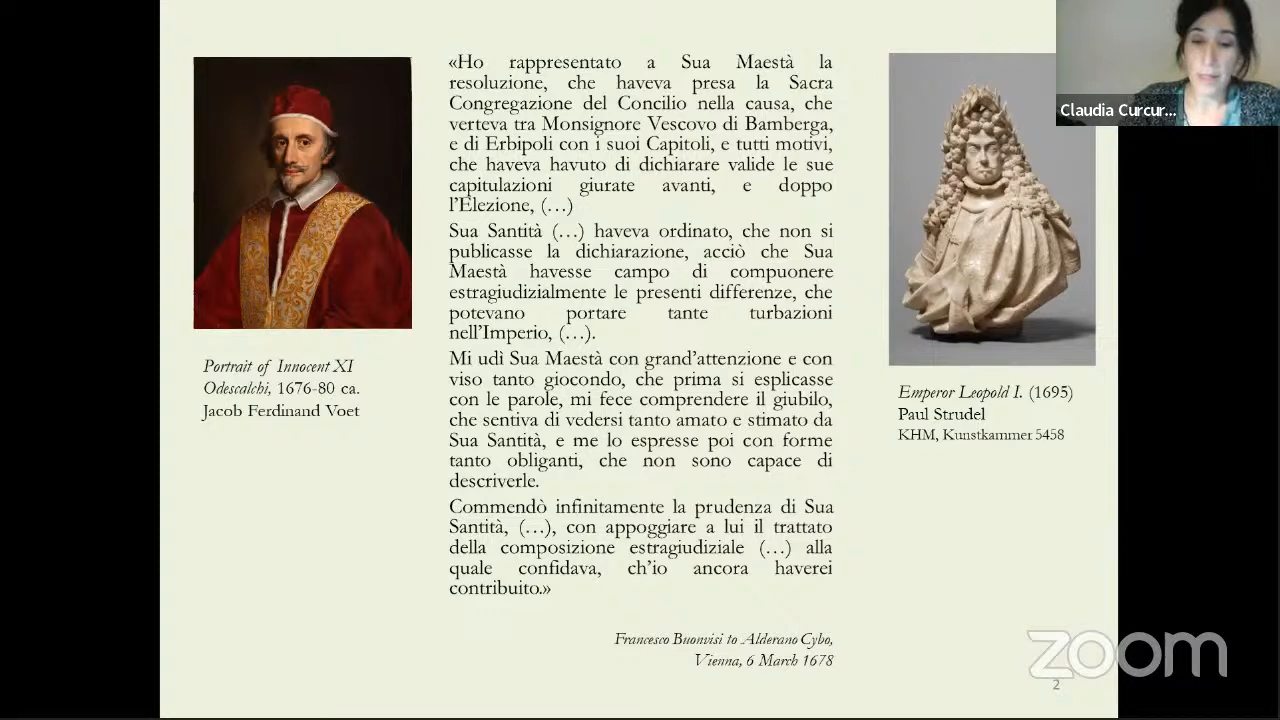 «Ho rappresentato a Sua Maestà la
resoluzione, che haveva presa la Sacra
Congregazione del Concilio nella causa, che
verteva tra Monsignore Vescovo di Bamberga,
e di Erbipoli con i suoi Capitoli, e tutti motivi,
che haveva havuto di dichiarare valide le sue
capitulazioni giurate avanti, e doppo
l'Elezione, (…)
Sua Santità (…) haveva ordinato, che non si
publicasse la dichiarazione, acciò che Sua
Maestà havesse campo di compuonere
estragiudizialmente le presenti differenze, che
potevano portare tante turbazioni
nell'Imperio, (…).
Mi udì Sua Maestà con grand'attenzione e con
viso tanto giocondo, che prima si esplicasse
con le parole, mi fece comprendere il giubilo,
che sentiva di vedersi tanto amato e stimato da
Sua Santità, e me lo espresse poi con forme
tanto obliganti, che non sono capace di
descriverle.
Commendò infinitamente la prudenza di Sua
Santità, (…), con appoggiare a lui il trattato
della composizione estragiudiziale (…) alla
quale confidava, ch'io ancora haverei
contribuito.»
Francesco Buonvisi to Alderano Cybo,
Vienna, 6 March 1678
Portrait of Innocent XI
Odescalchi, 1676-80 ca.
Jacob Ferdinand Voet
Emperor Leopold I. (1695)
Paul Strudel
KHM, Kunstkammer 5458
Claudia Curcur...
zoom
2